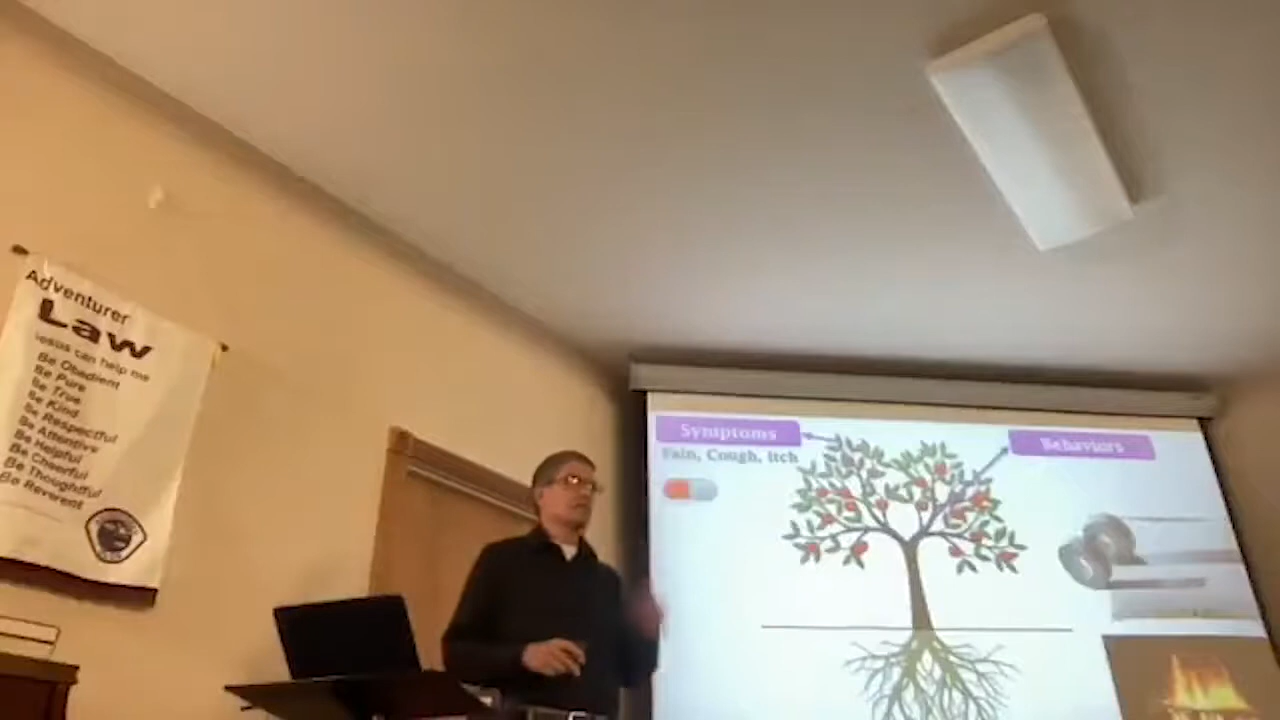 Adventurer
Law
Jesus can help me
Be Obedient
Be Pure
Be True
Be Kind
Be Respectful
Be Attentive
Be Helpful
Be Cheerful
Be Thoughtful
Be Reverent
Symptoms
Pain, Cough, itch
Behaviors